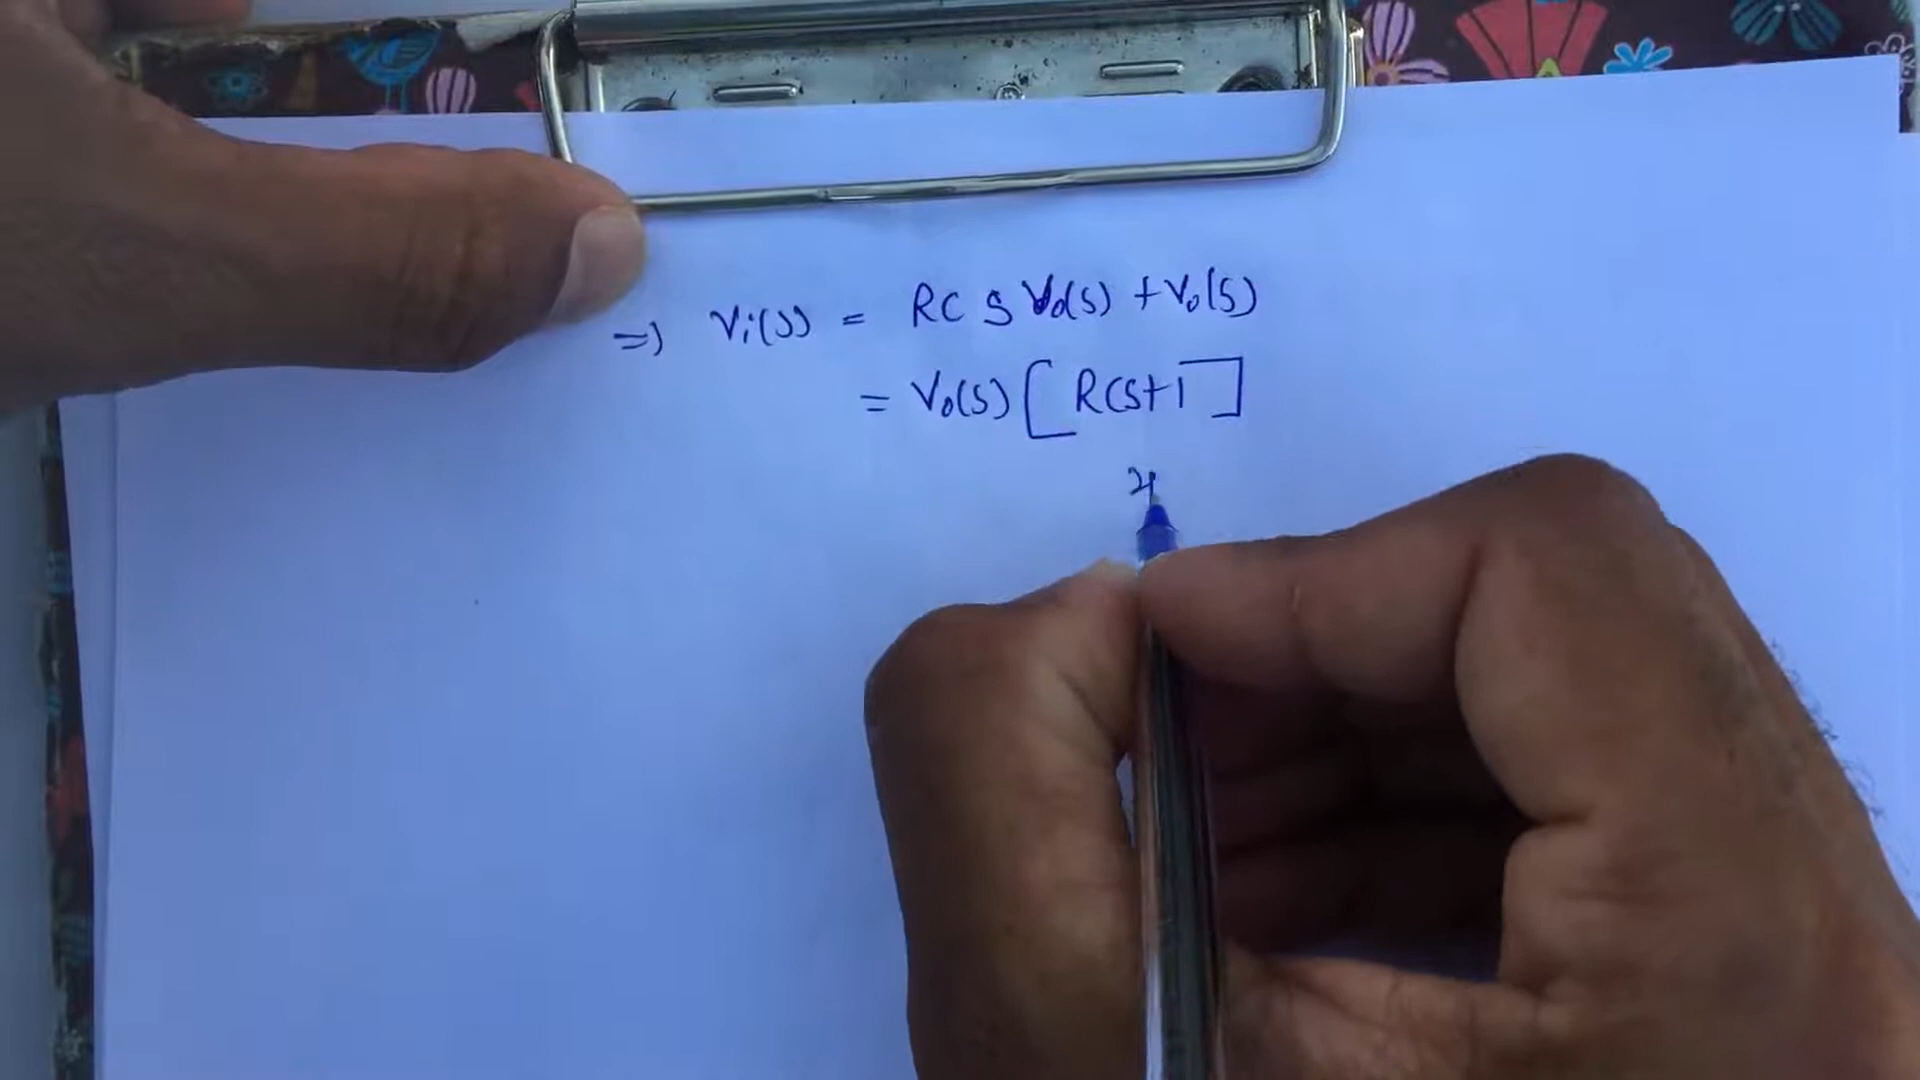 => Vi(s) = RC S Vo(s) + Vo(s)
= Vo(s) [ RCS+1 ]